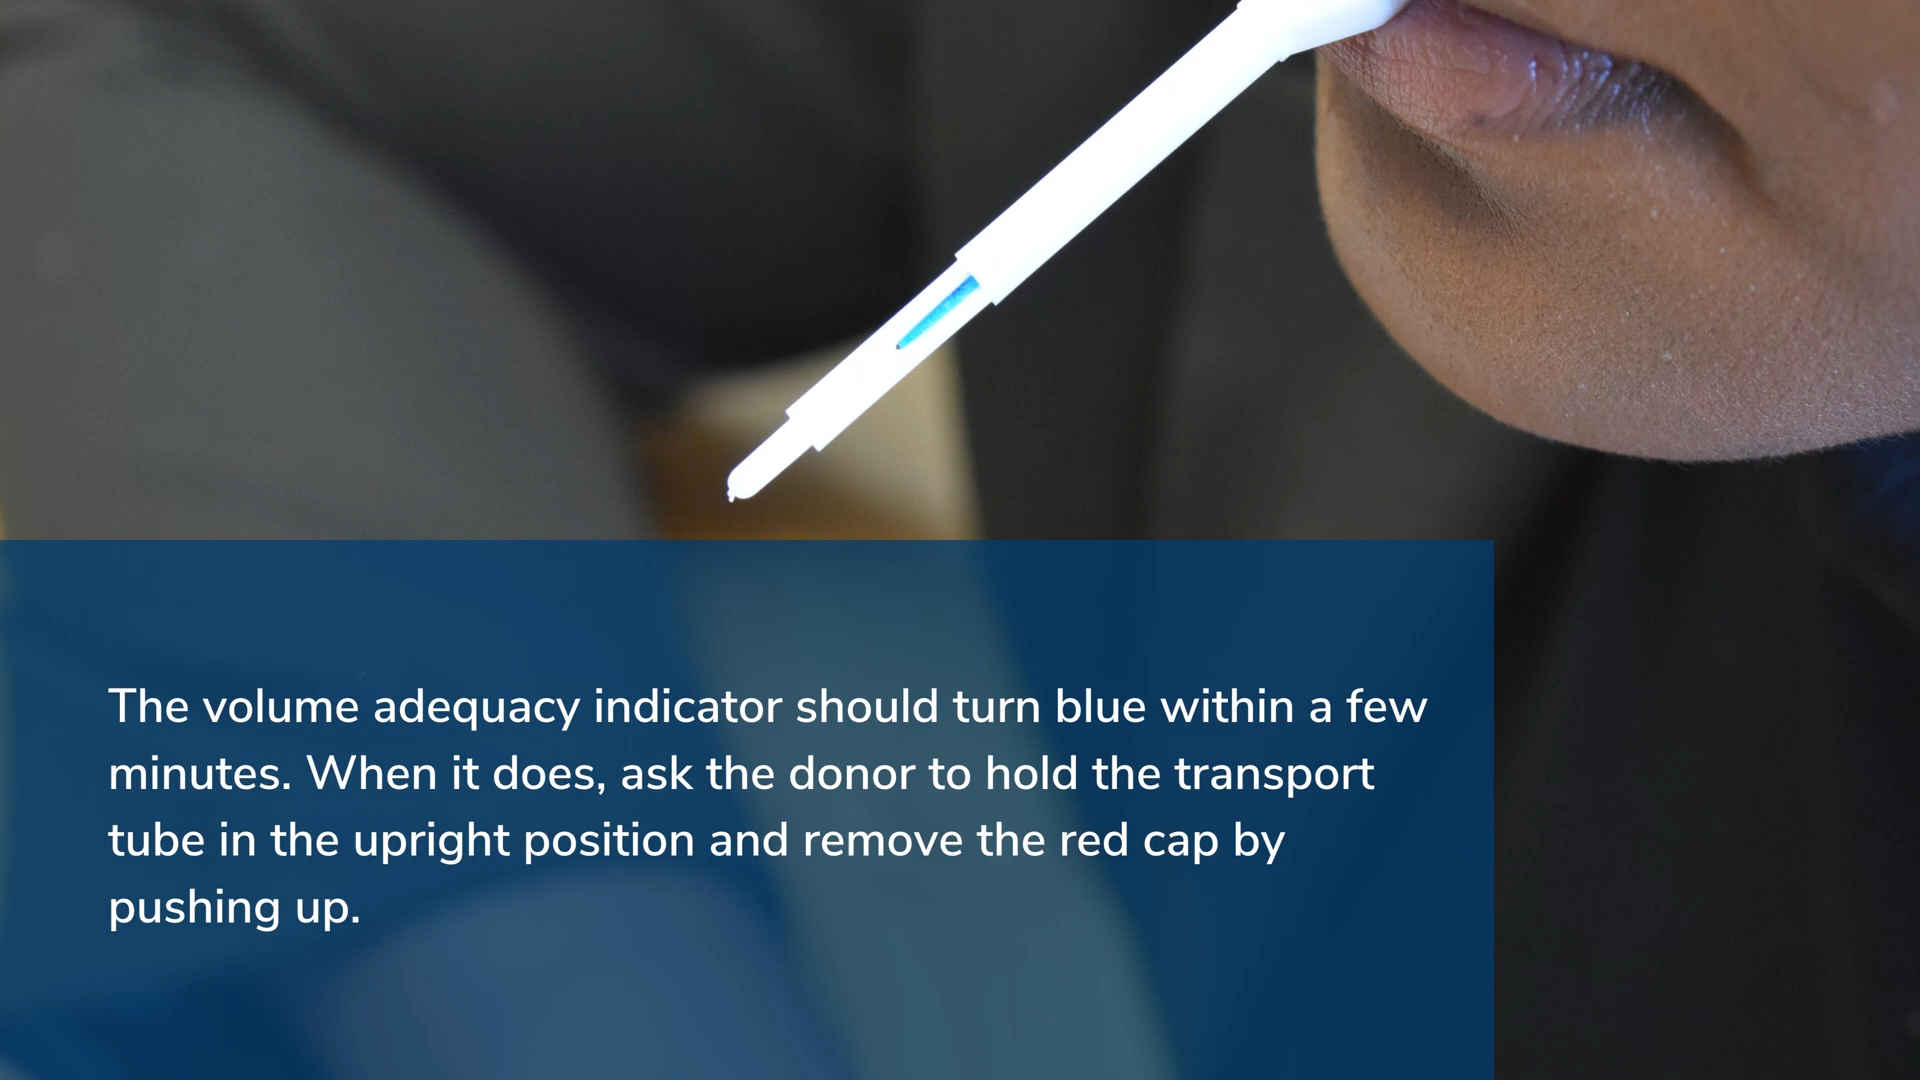 The volume adequacy indicator should turn blue within a few
minutes. When it does, ask the donor to hold the transport
tube in the upright position and remove the red cap by
pushing up.